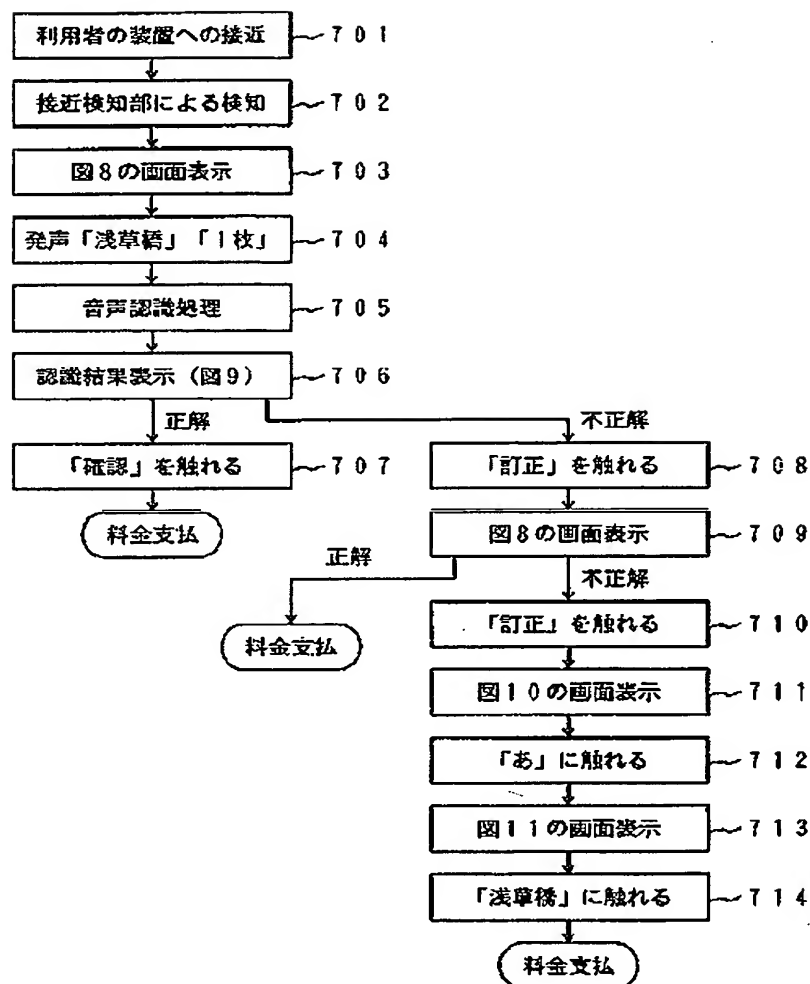 利用者の装置への接近 701
接近検知部による検知 702
図8の画面表示 703
発声「浅草橋」「1枚」 704
音声認識処理 705
認識結果表示（図9） 706
正解
不正解
「確認」を触れる 707
「訂正」を触れる 708
料金支払
図8の画面表示 709
正解
不正解
「訂正」を触れる 710
料金支払
図10の画面表示 711
「あ」に触れる 712
図11の画面表示 713
「浅草橋」に触れる 714
料金支払